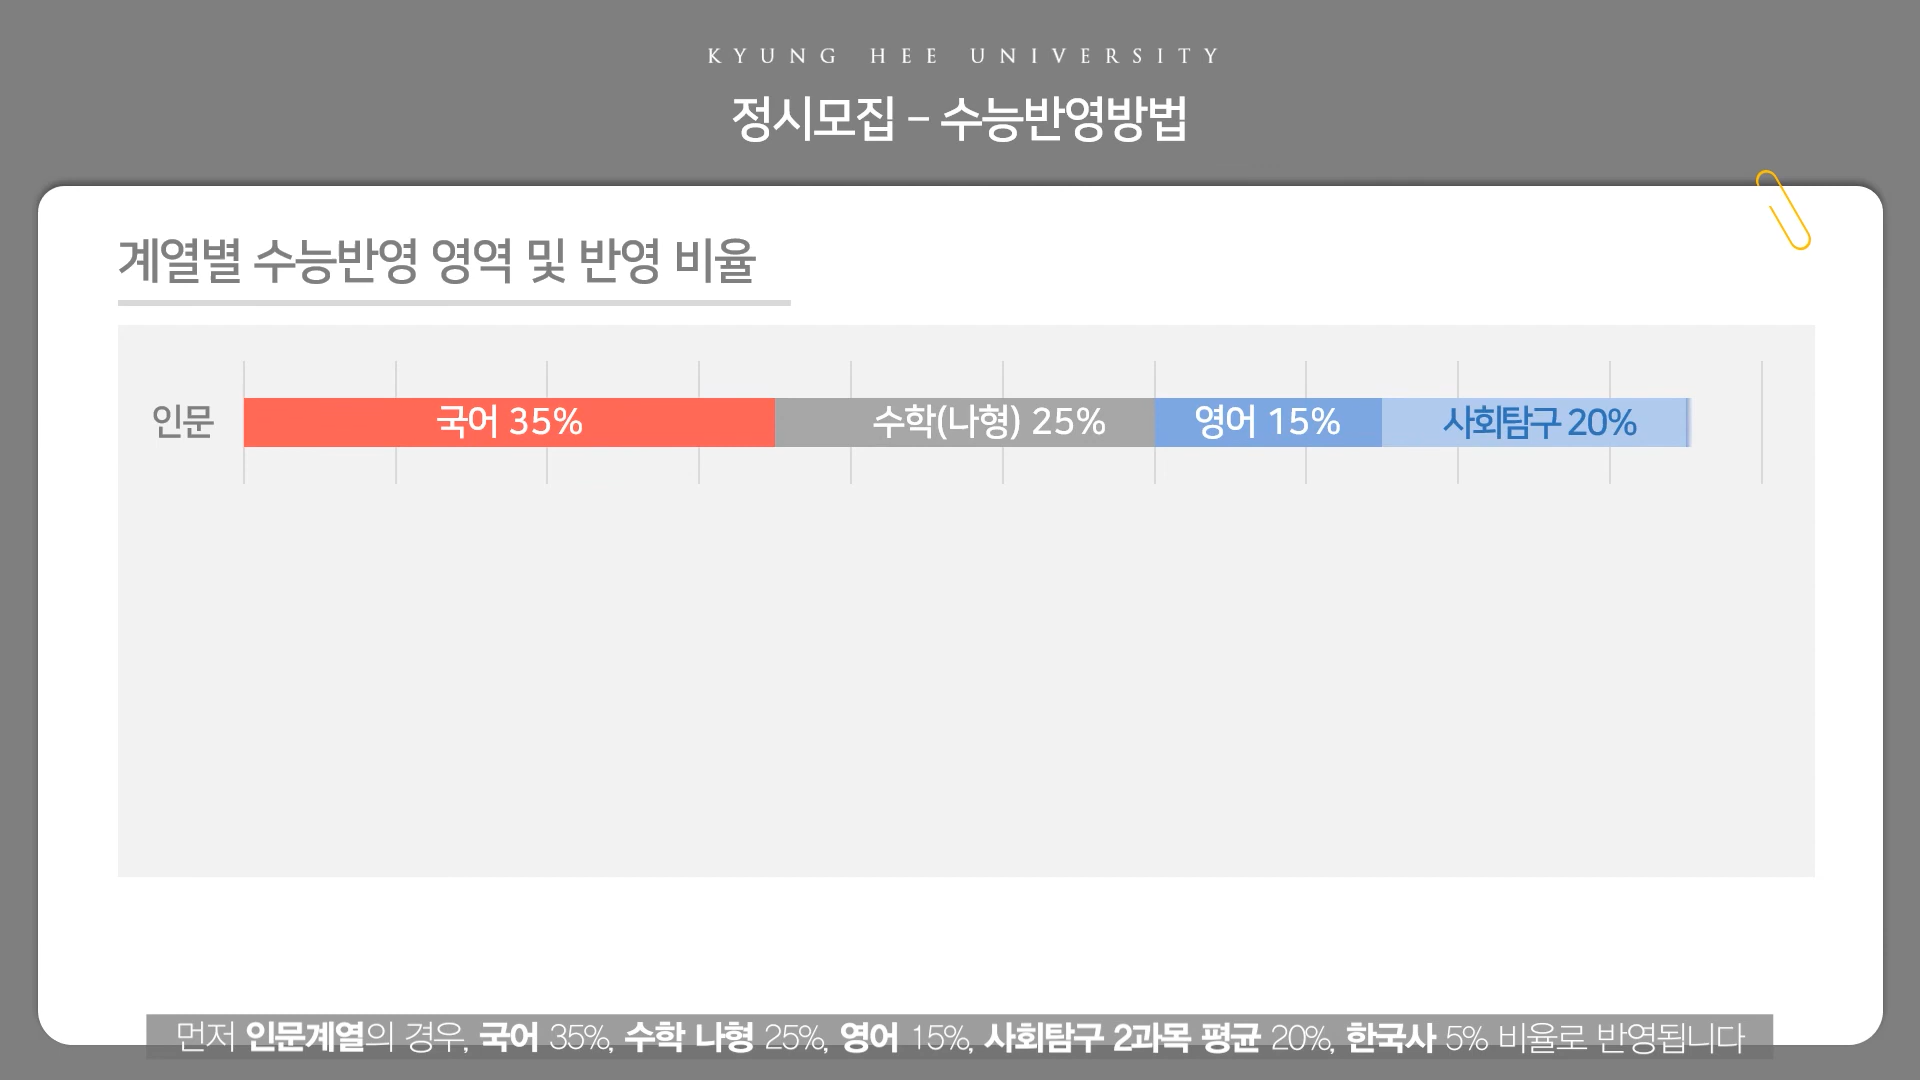 KYUNG HEE UNIVERSITY
정시모집 – 수능반영방법
계열별 수능반영 영역 및 반영 비율
인문 국어 35% 수학(나형) 25% 영어 15% 사회탐구 20%
먼저 인문계열의 경우, 국어 35%, 수학 나형 25%, 영어 15%, 사회탐구 2과목 평균 20%, 한국사 5% 비율로 반영됩니다